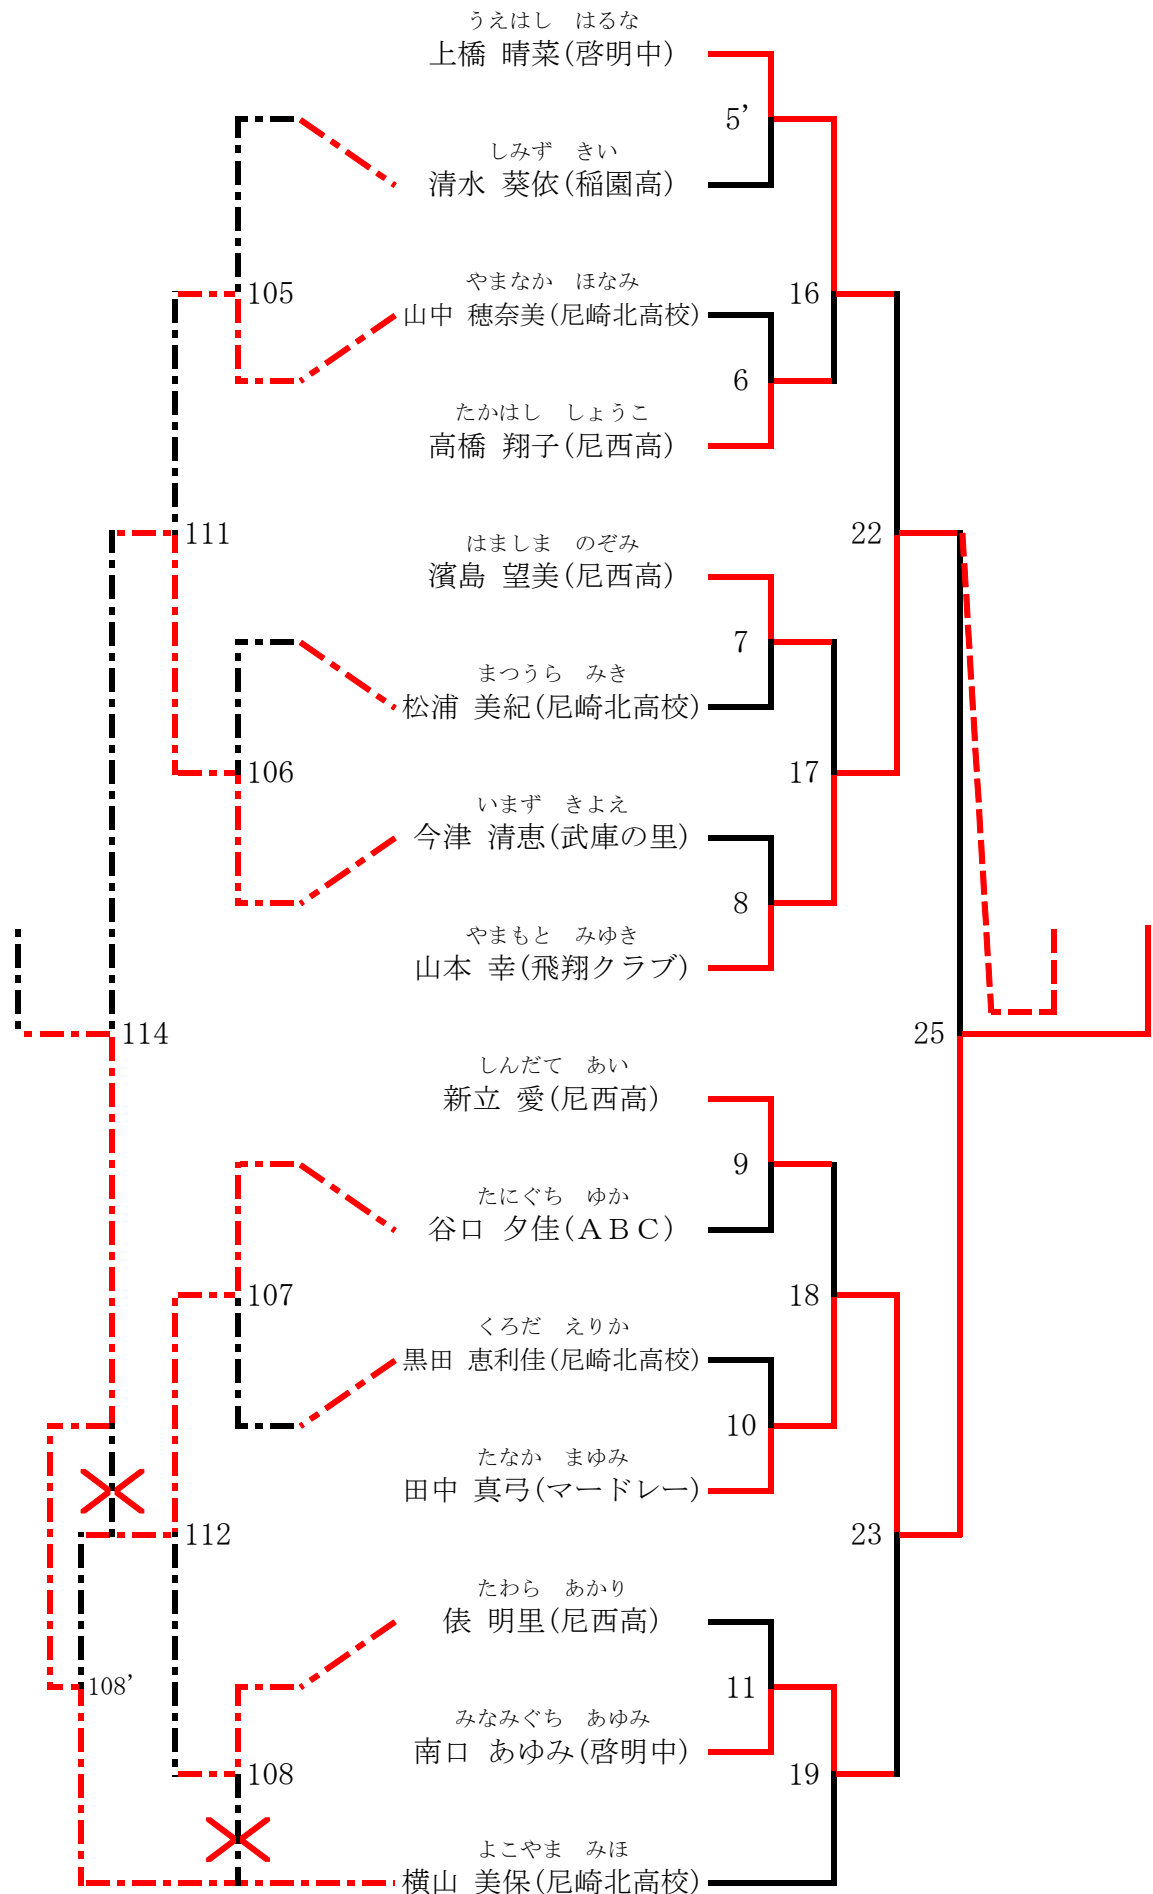 うえはし　はるな
上橋 晴菜(啓明中)
5’
しみず　きい
清水 葵依(稲園高)
やまなか　ほなみ
105
16
山中 穂奈美(尼崎北高校)
6
たかはし　しょうこ
高橋 翔子(尼西高)
111
22
はましま　のぞみ
濱島 望美(尼西高)
7
まつうら　みき
松浦 美紀(尼崎北高校)
106
17
いまず　きよえ
今津 清恵(武庫の里)
8
やまもと　みゆき
山本 幸(飛翔クラブ)
114
25
しんだて　あい
新立 愛(尼西高)
9
たにぐち　ゆか
谷口 夕佳(ＡＢＣ)
107
18
くろだ　えりか
黒田 恵利佳(尼崎北高校)
10
たなか　まゆみ
田中 真弓(マードレー)
112
23
たわら　あかり
俵 明里(尼西高)
108’
11
みなみぐち　あゆみ
南口 あゆみ(啓明中)
108
19
よこやま　みほ
横山 美保(尼崎北高校)